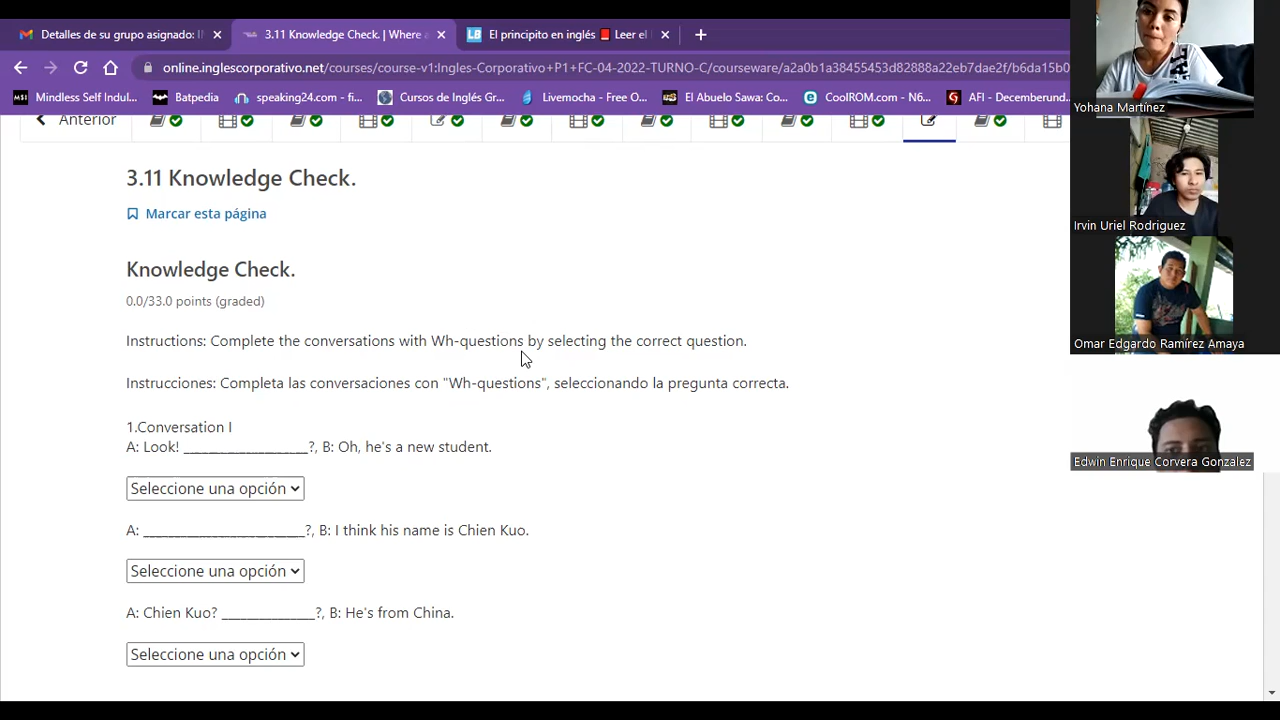 Detalles de su grupo asignado: I
3.11 Knowledge Check. | Where a
El principito en inglés 📕 Leer el
online.inglescorporativo.net/courses/course-v1:Ingles-Corporativo+P1+FC-04-2022-TURNO-C/courseware/a2a0b1a38455453d82888a22eb7dae2f/b6da15b0
Mindless Self Indul...
Batpedia
speaking24.com - fi...
Cursos de Inglés Gr...
Livemocha - Free O...
El Abuelo Sawa: Co...
CoolROM.com - N6...
AFI - Decemberund...
Anterior
3.11 Knowledge Check.
Marcar esta página
Knowledge Check.
0.0/33.0 points (graded)
Instructions: Complete the conversations with Wh-questions by selecting the correct question.
Instrucciones: Completa las conversaciones con "Wh-questions", seleccionando la pregunta correcta.
1.Conversation I
A: Look! ____________________?, B: Oh, he's a new student.
Seleccione una opción
A: __________________________?, B: I think his name is Chien Kuo.
Seleccione una opción
A: Chien Kuo? _______________?, B: He's from China.
Seleccione una opción
Yohana Martínez
Irvin Uriel Rodriguez
Omar Edgardo Ramírez Amaya
Edwin Enrique Corvera Gonzalez